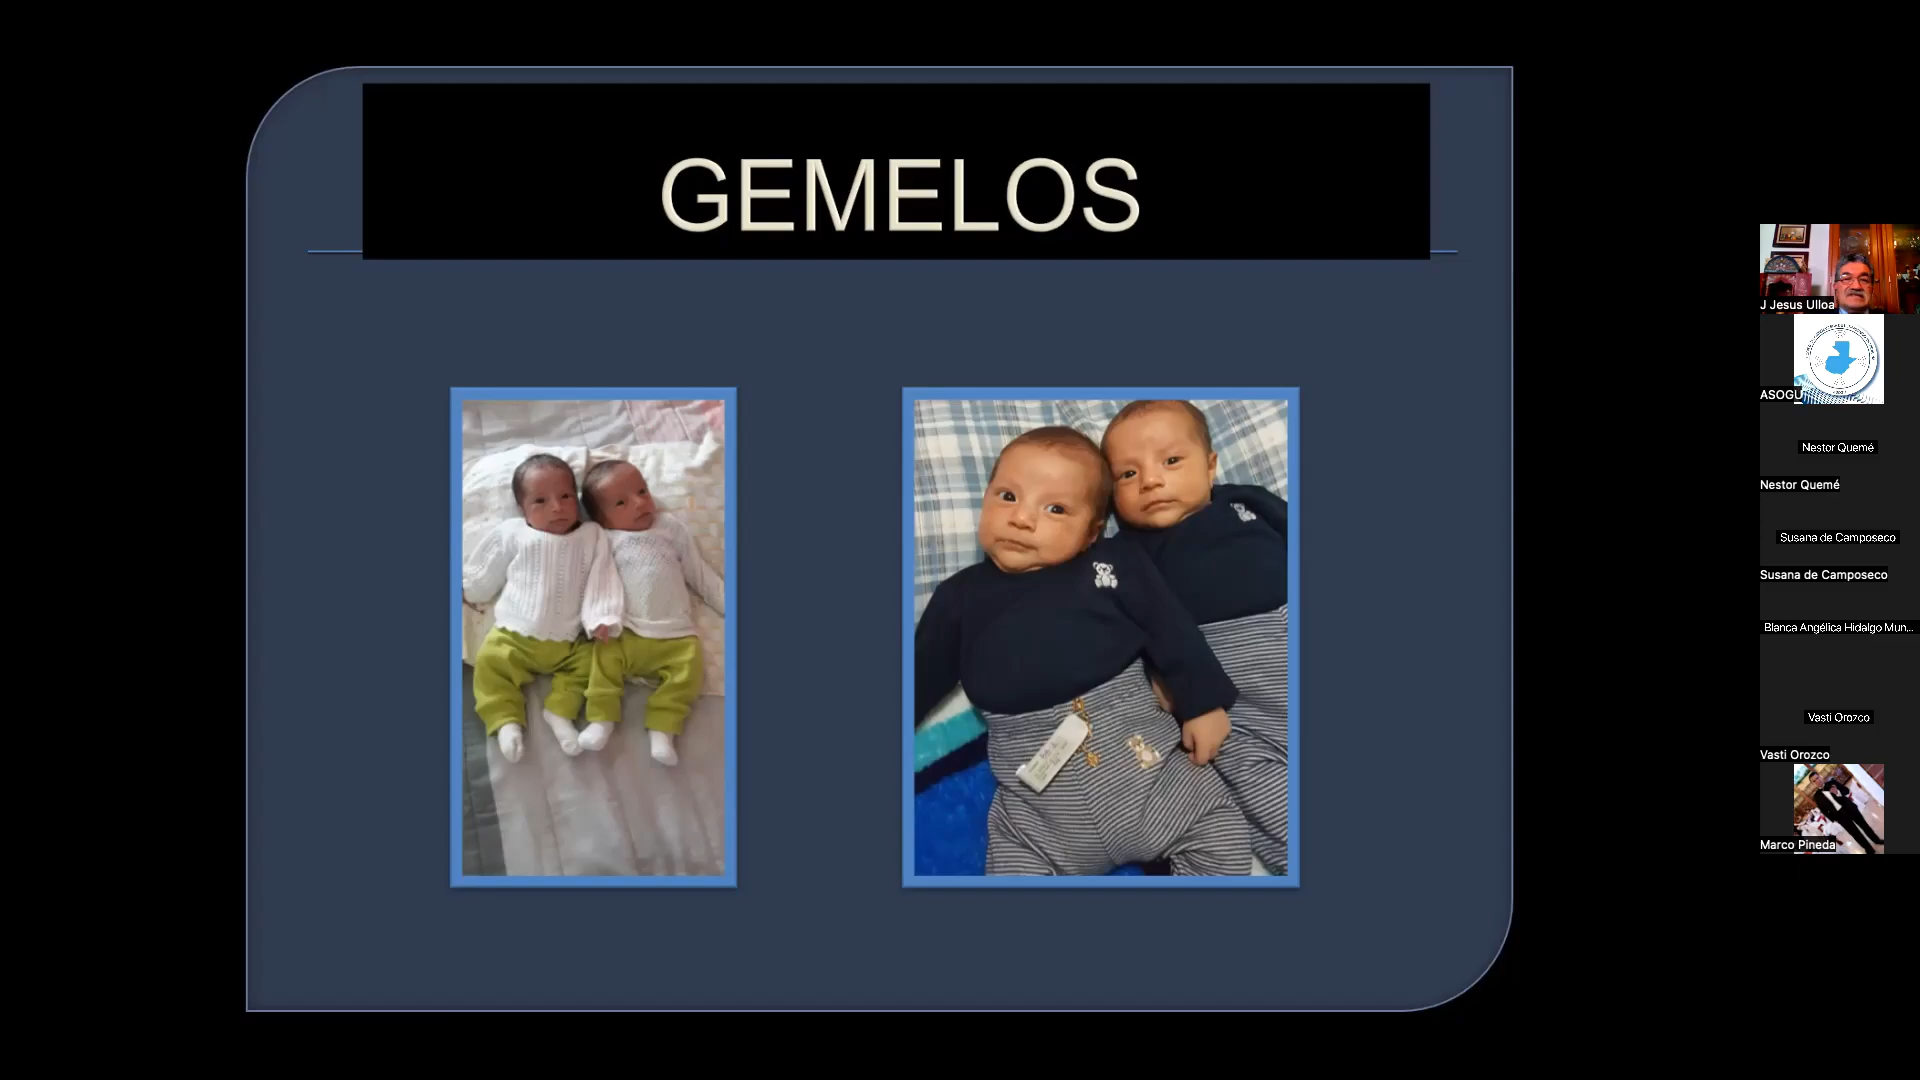 GEMELOS
J Jesus Ulloa
ASOGU
Nestor Quemé
Nestor Quemé
Susana de Camposeco
Susana de Camposeco
Blanca Angélica Hidalgo Mun...
Vasti Orozco
Vasti Orozco
Marco Pineda